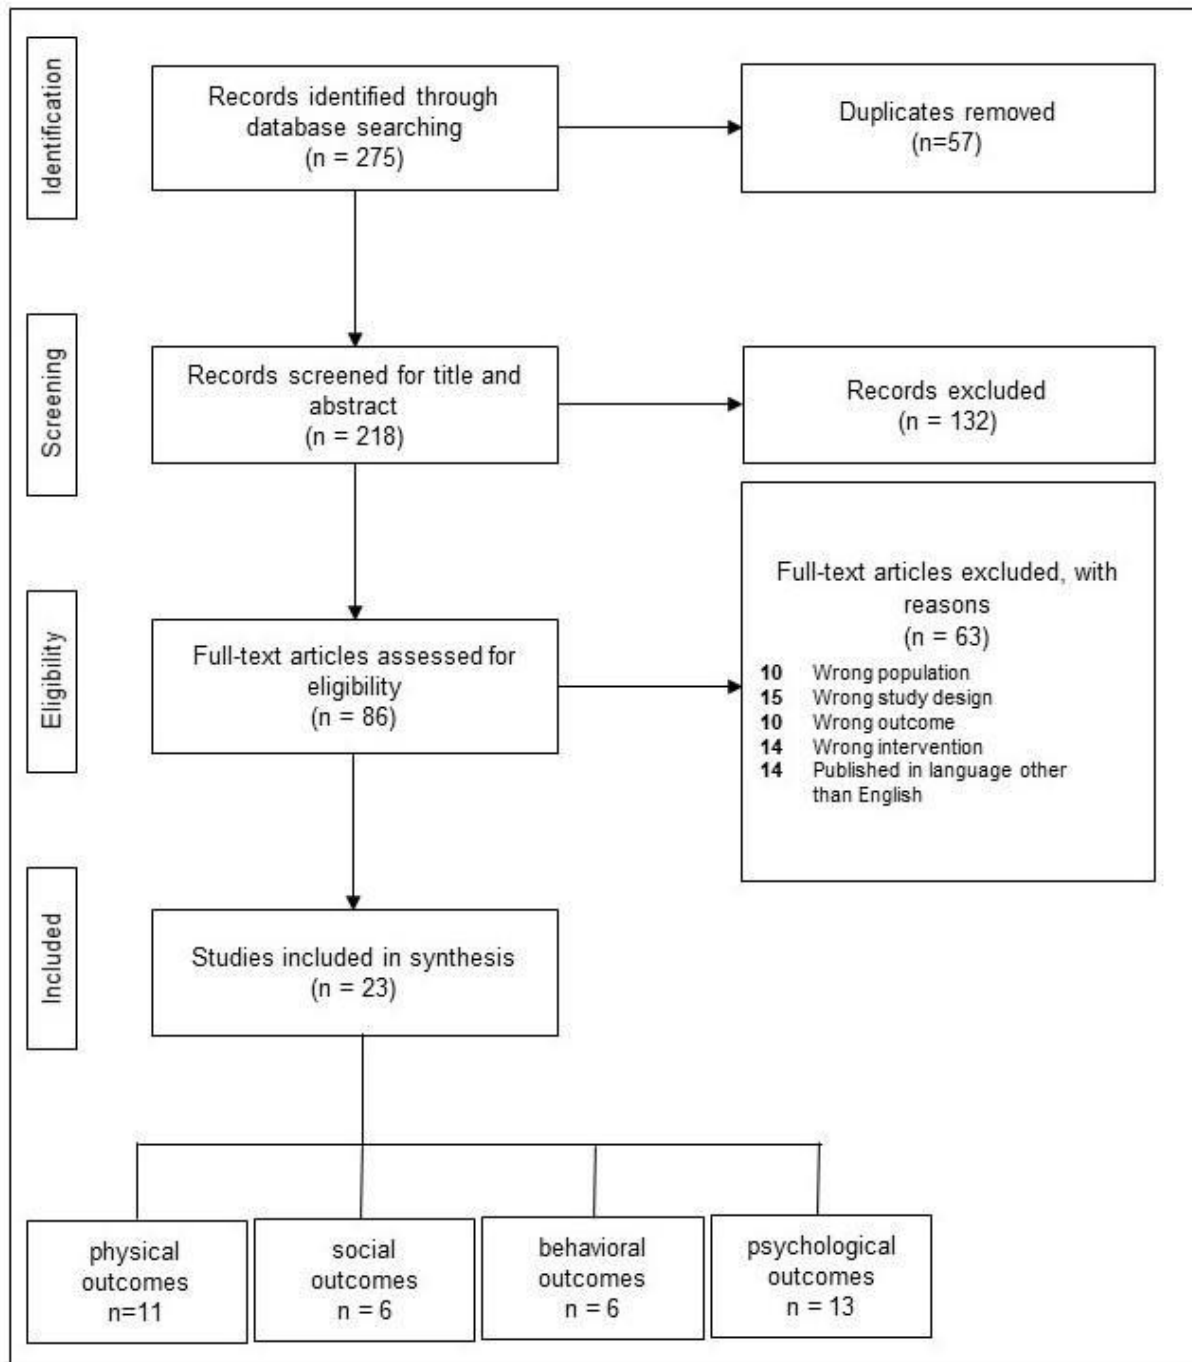 Identification
Records identified through
database searching
(n = 275)
Duplicates removed
(n=57)
Screening
Records screened for title and
abstract
(n = 218)
Records excluded
(n = 132)
Eligibility
Full-text articles assessed for
eligibility
(n = 86)
Full-text articles excluded, with
reasons
(n = 63)
10 Wrong population
15 Wrong study design
10 Wrong outcome
14 Wrong intervention
14 Published in language other
than English
Included
Studies included in synthesis
(n = 23)
physical
outcomes
n=11
social
outcomes
n = 6
behavioral
outcomes
n = 6
psychological
outcomes
n = 13